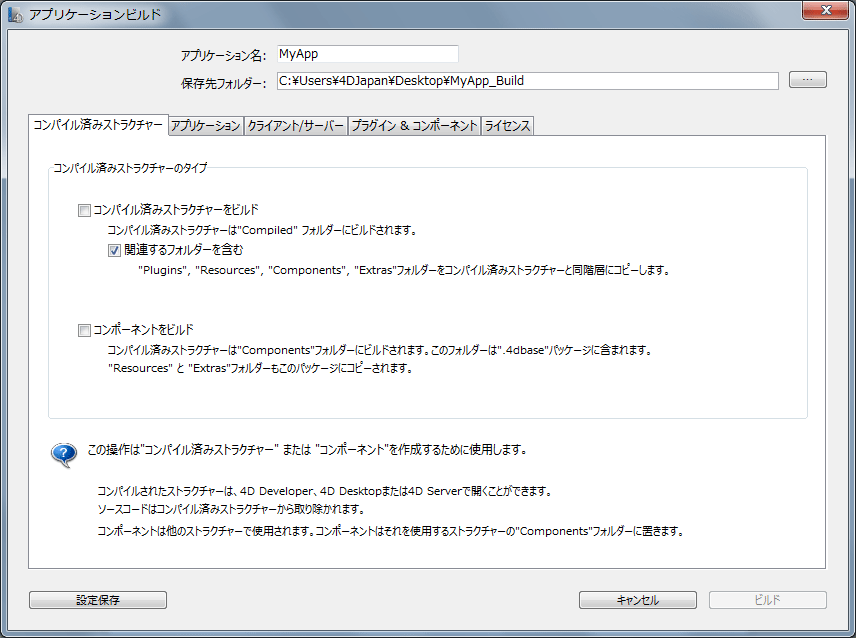 アプリケーションビルド
アプリケーション名: MyApp
保存先フォルダー: C:¥Users¥4DJapan¥Desktop¥MyApp_Build ...
コンパイル済みストラクチャー アプリケーション クライアント/サーバー プラグイン & コンポーネント ライセンス
コンパイル済みストラクチャーのタイプ
コンパイル済みストラクチャーをビルド
コンパイル済みストラクチャーは"Compiled" フォルダーにビルドされます。
関連するフォルダーを含む
"Plugins", "Resources", "Components", "Extras"フォルダーをコンパイル済みストラクチャーと同階層にコピーします。
コンポーネントをビルド
コンパイル済みストラクチャーは"Components"フォルダーにビルドされます。このフォルダーは".4dbase"パッケージに含まれます。
"Resources" と "Extras"フォルダーもこのパッケージにコピーされます。
この操作は"コンパイル済みストラクチャー" または "コンポーネント"を作成するために使用します。
コンパイルされたストラクチャーは、4D Developer、4D Desktopまたは4D Serverで開くことができます。
ソースコードはコンパイル済みストラクチャーから取り除かれます。
コンポーネントは他のストラクチャーで使用されます。コンポーネントはそれを使用するストラクチャーの"Components"フォルダーに置きます。
設定保存 キャンセル ビルド